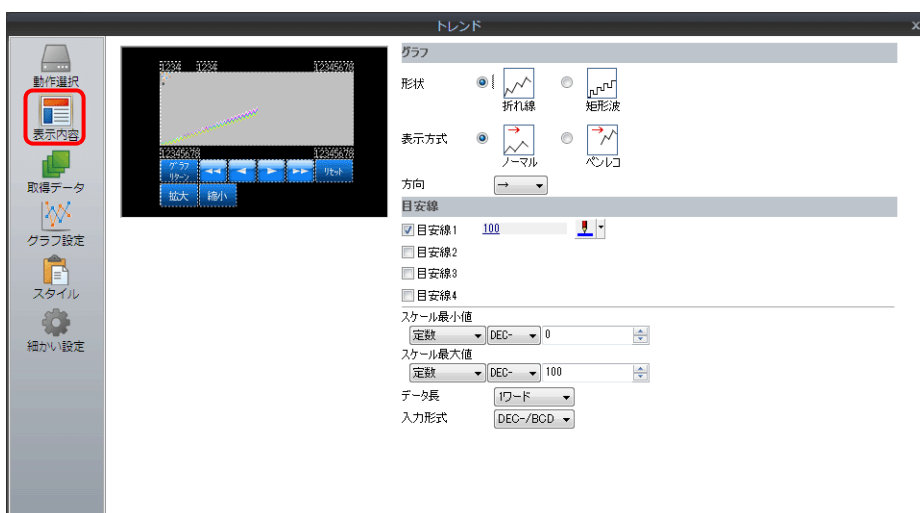 トレンド
x
動作選択
表示内容
取得データ
グラフ設定
スタイル
細かい設定
1234 1234 12345678
12345678 12345678
グラフ
リターン
リセット
拡大 縮小
グラフ
形状
折れ線 矩形波
表示方式
ノーマル ペンレコ
方向 →
目安線
目安線1 100
目安線2
目安線3
目安線4
スケール最小値
定数 DEC- 0
スケール最大値
定数 DEC- 100
データ長 1ワード
入力形式 DEC-/BCD